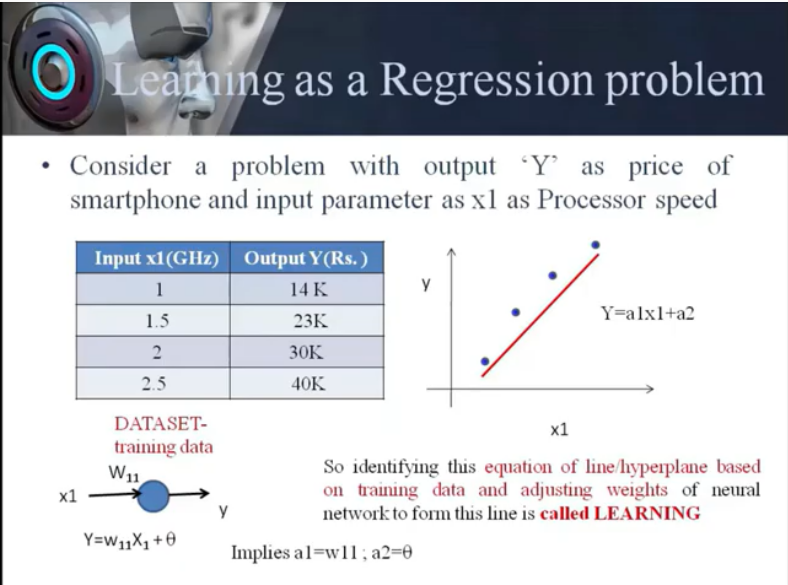 Learning as a Regression problem
• Consider a problem with output ‘Y’ as price of
smartphone and input parameter as x1 as Processor speed
Input x1(GHz) Output Y(Rs.)
1 14 K
1.5 23K
2 30K
2.5 40K
y
Y=a1x1+a2
x1
DATASET-
training data
W₁₁
x1
y
Y=w₁₁X₁+θ
So identifying this equation of line/hyperplane based
on training data and adjusting weights of neural
network to form this line is called LEARNING
Implies a1=w11 ; a2=θ